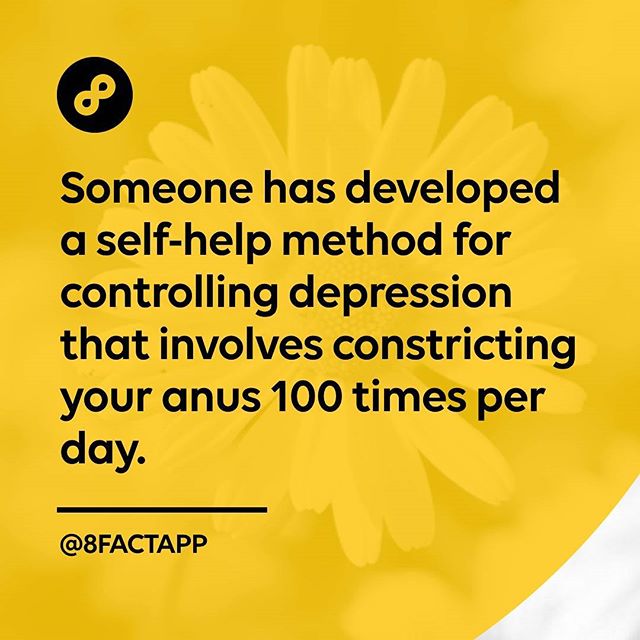 Someone has developed
a self-help method for
controlling depression
that involves constricting
your anus 100 times per
day.
@8FACTAPP